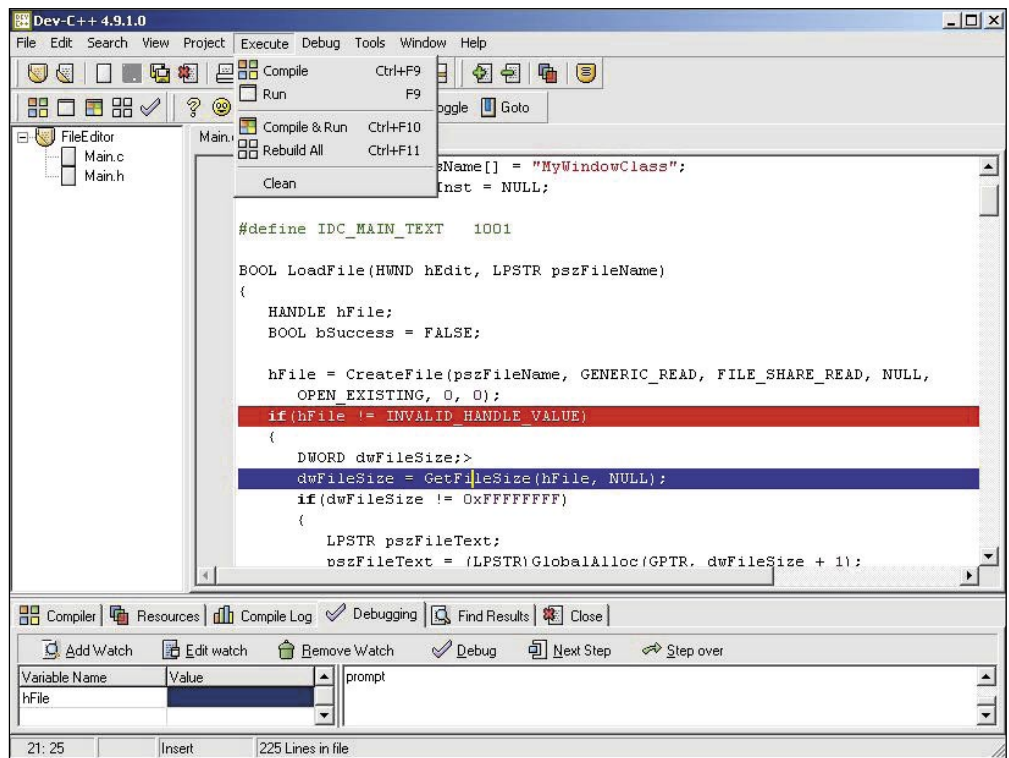 Dev-C++ 4.9.1.0
File Edit Search View Project Execute Debug Tools Window Help
Compile Ctrl+F9
Run F9
Compile & Run Ctrl+F10
Rebuild All Ctrl+F11
Clean
oggle Goto
FileEditor
Main.c
Main.h
Main.
sName[] = "MyWindowClass";
Inst = NULL;
#define IDC_MAIN_TEXT 1001
BOOL LoadFile(HWND hEdit, LPSTR pszFileName)
{
HANDLE hFile;
BOOL bSuccess = FALSE;
hFile = CreateFile(pszFileName, GENERIC_READ, FILE_SHARE_READ, NULL,
OPEN_EXISTING, 0, 0);
if(hFile != INVALID_HANDLE_VALUE)
{
DWORD dwFileSize;>
dwFileSize = GetFileSize(hFile, NULL);
if(dwFileSize != 0xFFFFFFFF)
{
LPSTR pszFileText;
pszFileText = (LPSTR)GlobalAlloc(GPTR, dwFileSize + 1);
Compiler Resources Compile Log Debugging Find Results Close
Add Watch Edit watch Remove Watch Debug Next Step Step over
Variable Name Value
hFile
prompt
21: 25 Insert 225 Lines in file